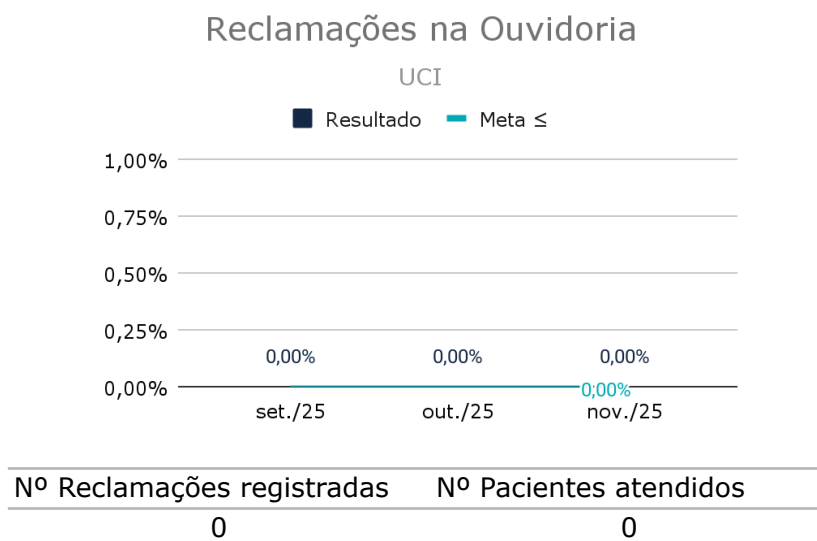 Reclamações na Ouvidoria
UCI
Resultado Meta ≤
1,00%
0,75%
0,50%
0,25%
0,00% 0,00% 0,00%
0,00% 0,00%
set./25 out./25 nov./25
Nº Reclamações registradas Nº Pacientes atendidos
0 0